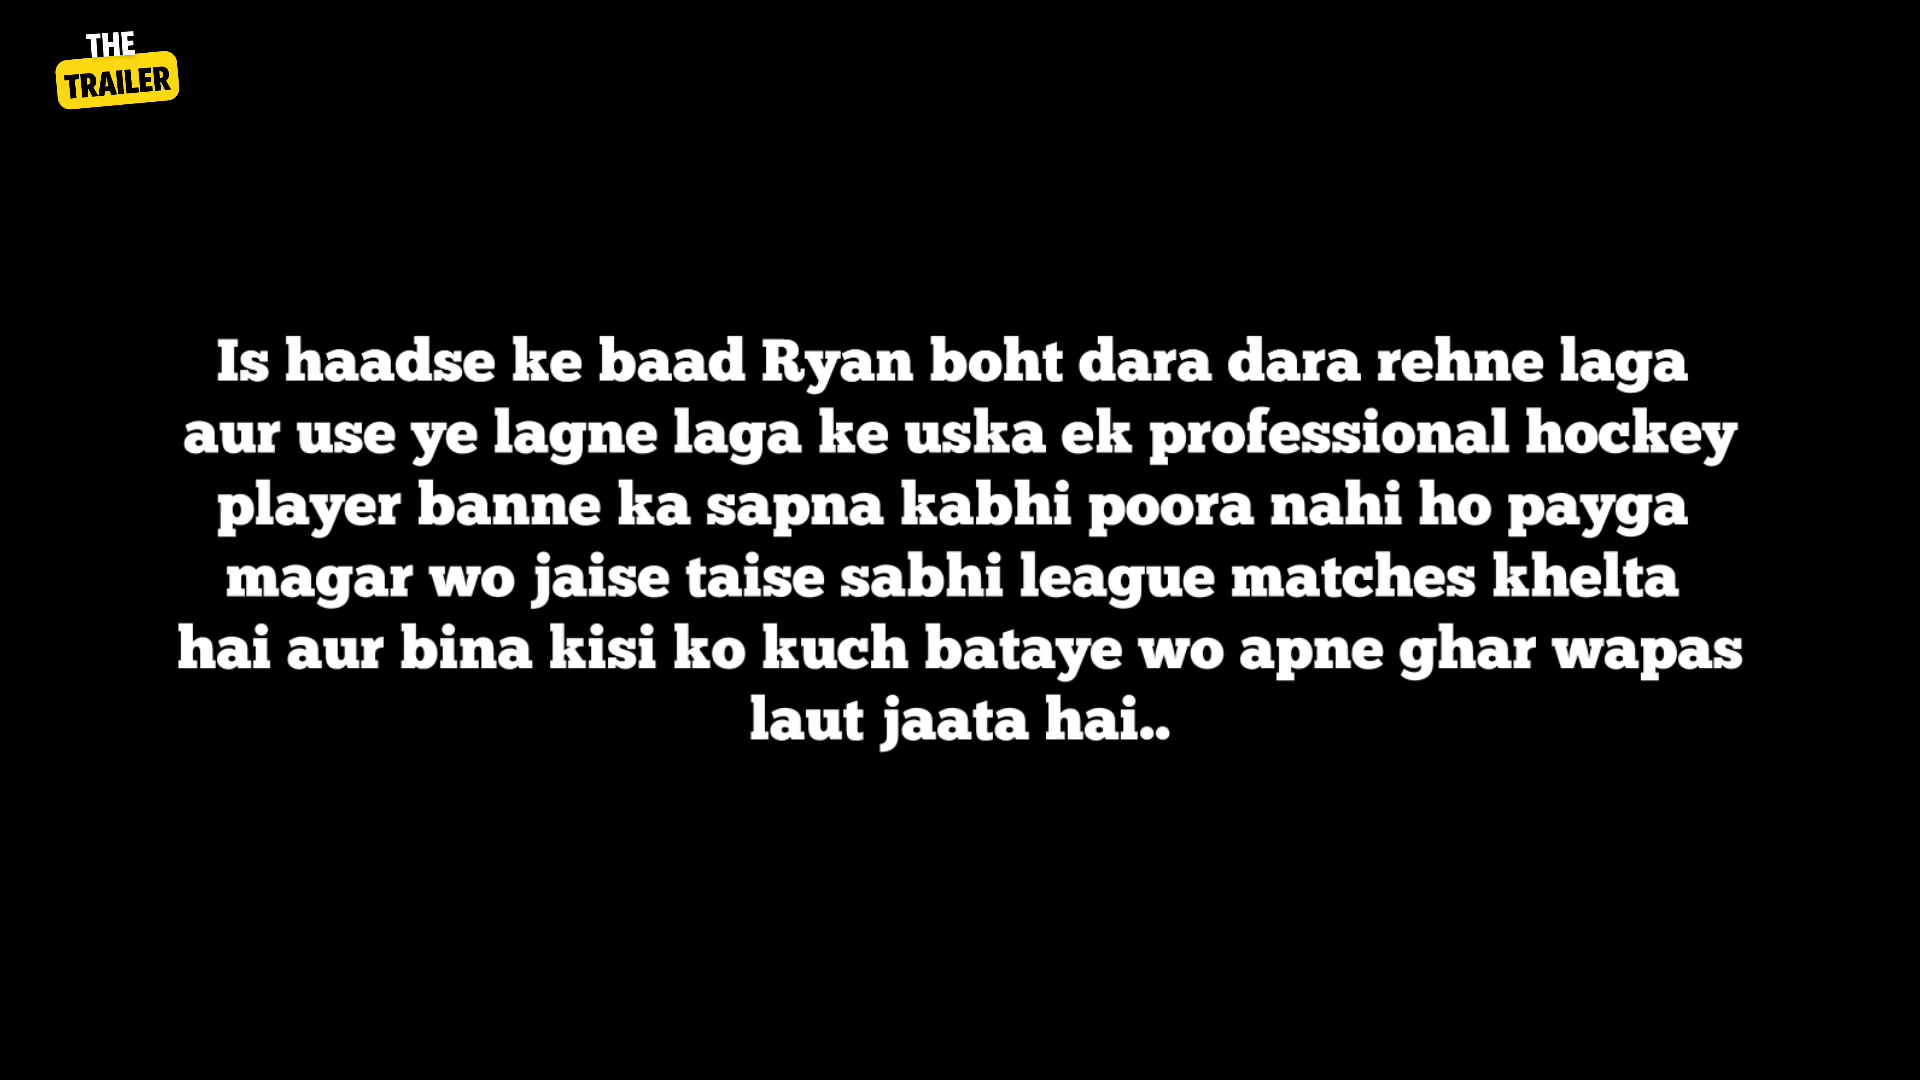 THE
TRAILER
Is haadse ke baad Ryan boht dara dara rehne laga
aur use ye lagne laga ke uska ek professional hockey
player banne ka sapna kabhi poora nahi ho payga
magar wo jaise taise sabhi league matches khelta
hai aur bina kisi ko kuch bataye wo apne ghar wapas
laut jaata hai..